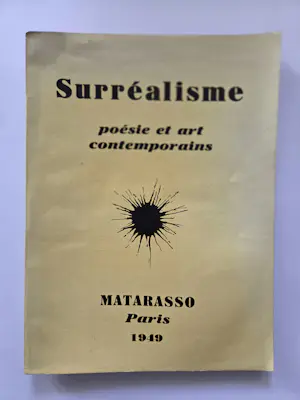 Surréalisme
poésie et art
contemporains
MATARASSO
Paris
1949